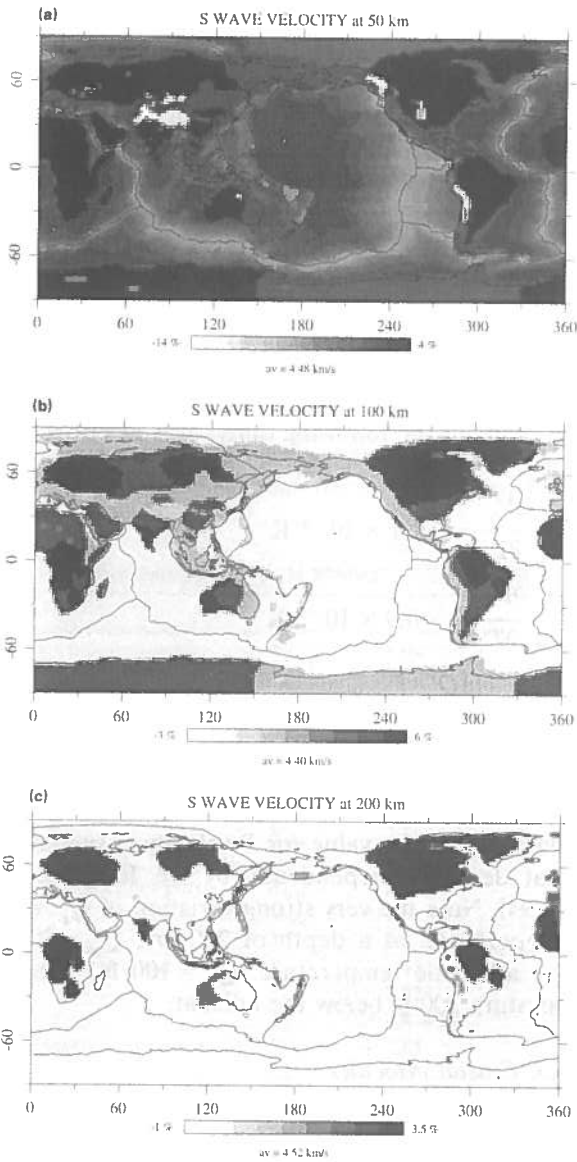 (a)
S WAVE VELOCITY at 50 km
60
0
-60
0 60 120 180 240 300 360
-14 % 4 %
av = 4.48 km/s
(b)
S WAVE VELOCITY at 100 km
60
0
-60
0 60 120 180 240 300 360
6 %
av = 4.40 km/s
(c)
S WAVE VELOCITY at 200 km
60
0
-60
0 60 120 180 240 300 360
-1 % 3.5 %
av = 4.52 km/s